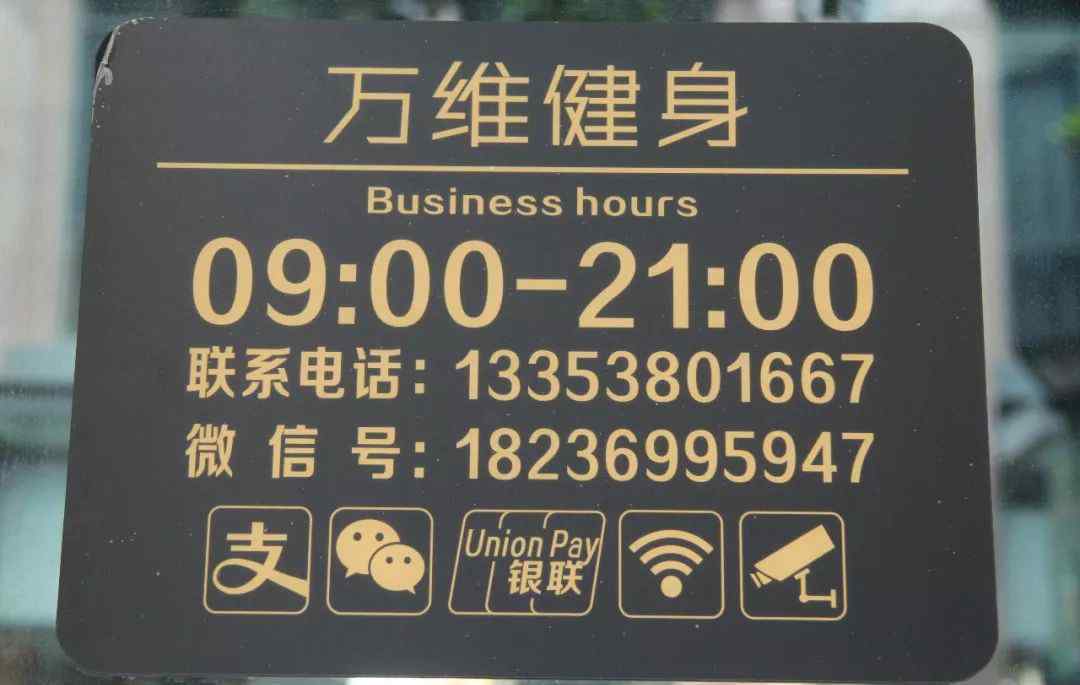 万维健身
Business hours
09:00-21:00
联系电话：13353801667
微信号：18236995947
支
Union Pay
银联